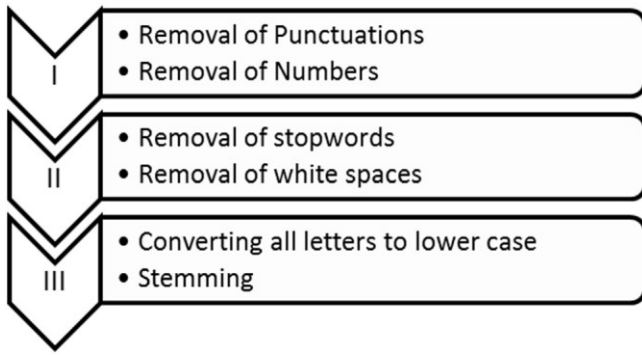 I
• Removal of Punctuations
• Removal of Numbers
II
• Removal of stopwords
• Removal of white spaces
III
• Converting all letters to lower case
• Stemming